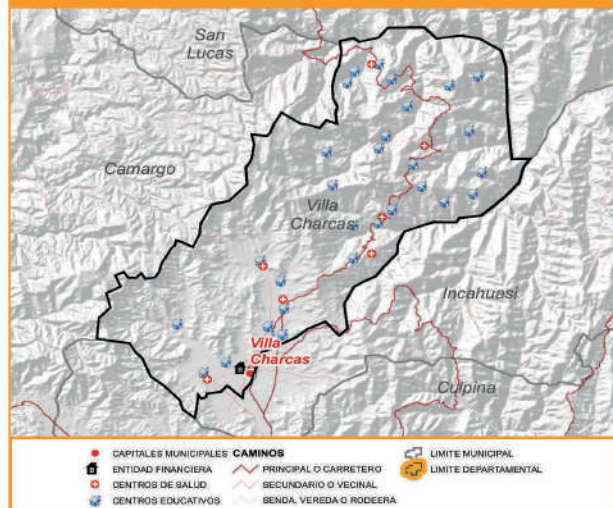 San
Lucas
Camargo
Villa
Charcas
Incahuasi
Villa
Charcas
Culpina
CAPITALES MUNICIPALES
ENTIDAD FINANCIERA
CENTROS DE SALUD
CENTROS EDUCATIVOS
CAMINOS
PRINCIPAL O CARRETERO
SECUNDARIO O VECINAL
SENDA, VEREDA O RODEERA
LIMITE MUNICIPAL
LIMITE DEPARTAMENTAL